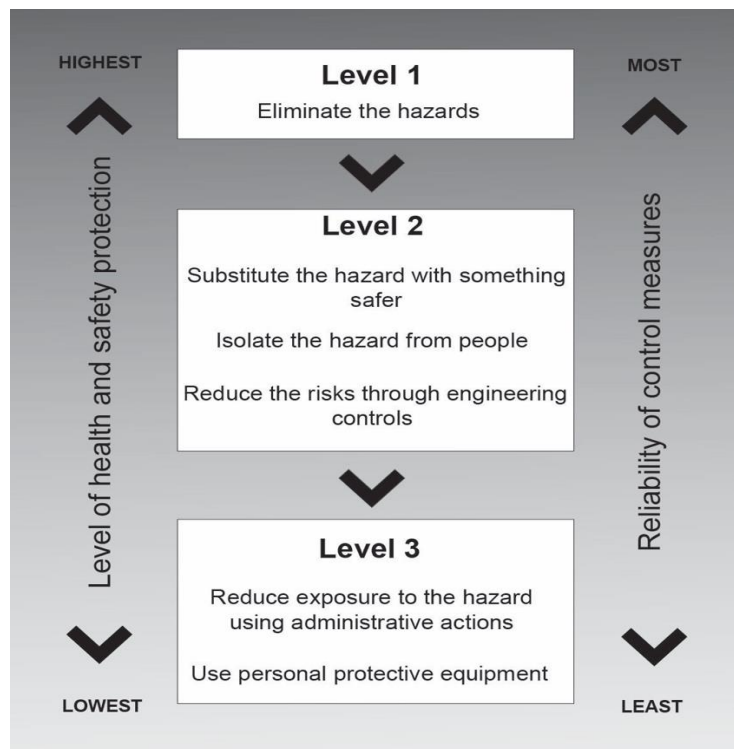 HIGHEST
MOST
Level of health and safety protection
Reliability of control measures
Level 1
Eliminate the hazards
Level 2
Substitute the hazard with something
safer
Isolate the hazard from people
Reduce the risks through engineering
controls
Level 3
Reduce exposure to the hazard
using administrative actions
Use personal protective equipment
LOWEST
LEAST